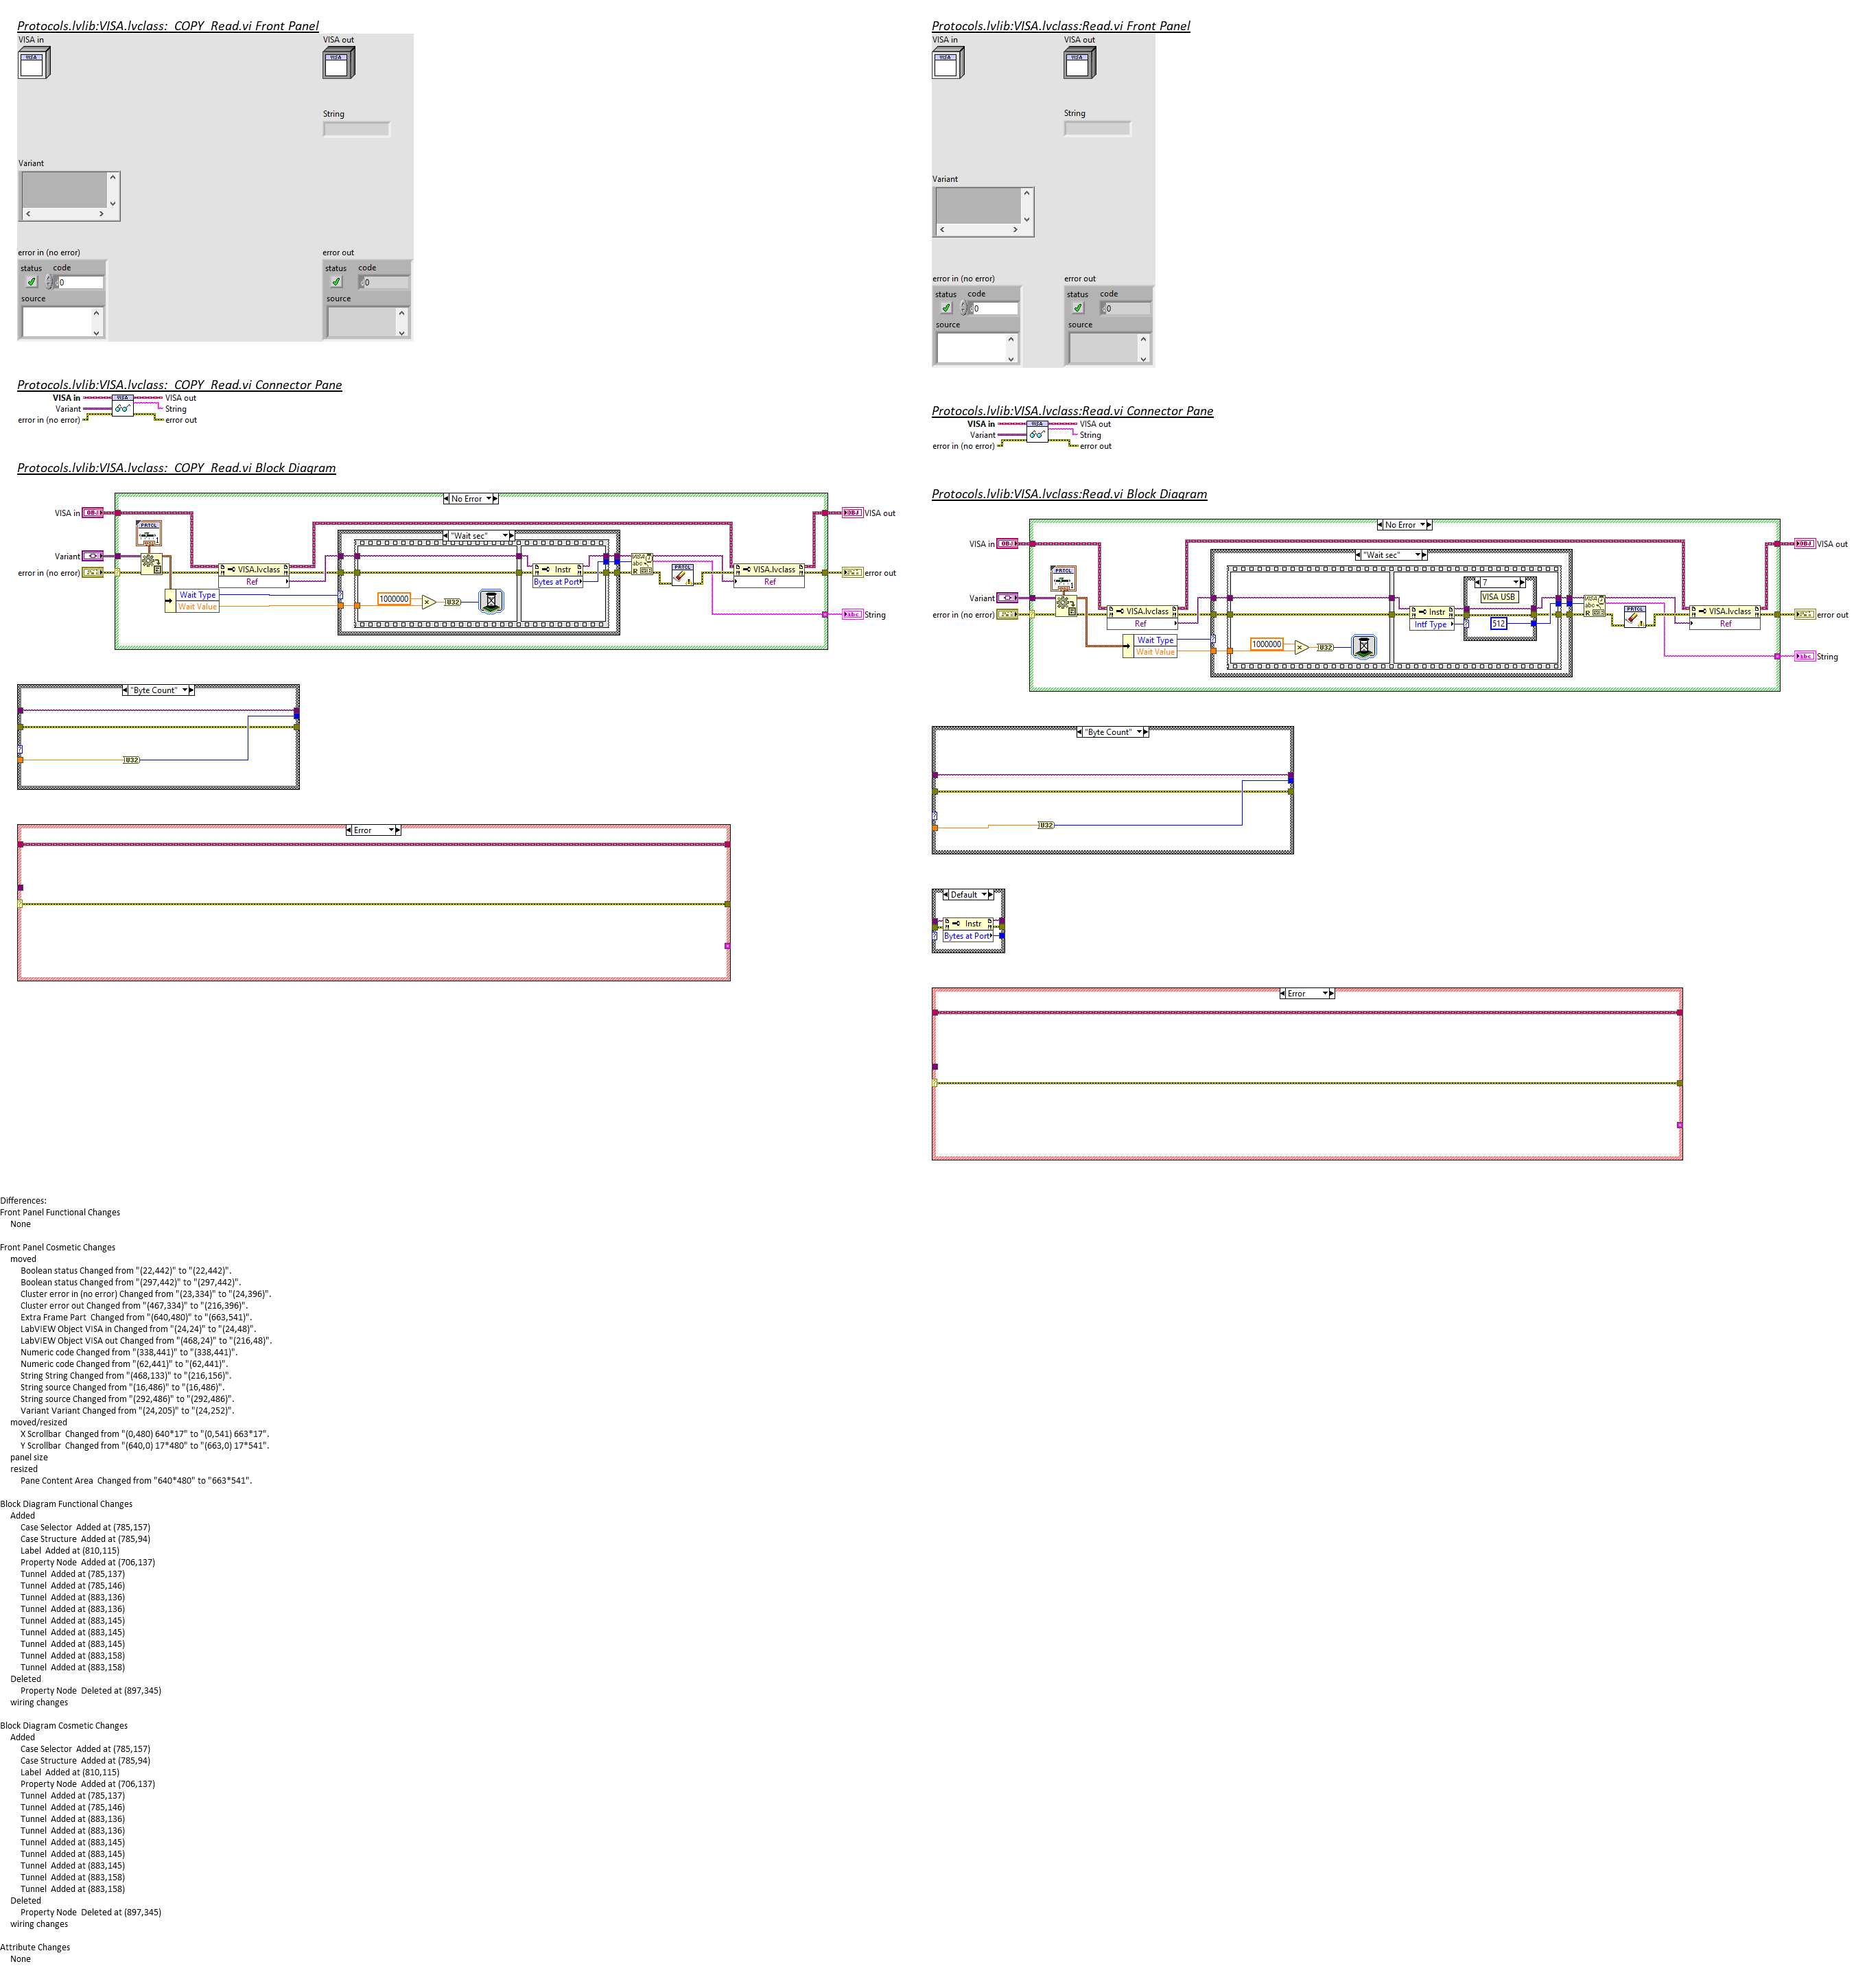 Protocols.lvlib:VISA.lvclass:_COPY_Read.vi Front Panel
VISA in
VISA out
VISA
VISA
String
Variant
error in (no error)
error out
status code
0
source
status code
0
source
Protocols.lvlib:VISA.lvclass:_COPY_Read.vi Connector Pane
VISA in
VISA
VISA out
Variant
String
error in (no error)
error out
Protocols.lvlib:VISA.lvclass:_COPY_Read.vi Block Diagram
No Error
VISA in
OBJ
OBJ
VISA out
PRTCL
"Wait sec"
Variant
error in (no error)
VISA.lvclass
Ref
Instr
Bytes at Port
VISA
abc
R
PRTCL
VISA.lvclass
Ref
error out
Wait Type
Wait Value
1000000
U32
abc
String
"Byte Count"
U32
Error
Protocols.lvlib:VISA.lvclass:Read.vi Front Panel
VISA in
VISA out
VISA
VISA
String
Variant
error in (no error)
error out
status code
0
source
status code
0
source
Protocols.lvlib:VISA.lvclass:Read.vi Connector Pane
VISA in
VISA
VISA out
Variant
String
error in (no error)
error out
Protocols.lvlib:VISA.lvclass:Read.vi Block Diagram
No Error
VISA in
OBJ
OBJ
VISA out
"Wait sec"
PRTCL
7
VISA USB
Variant
error in (no error)
VISA.lvclass
Ref
Instr
Intf Type
512
VISA
abc
R
PRTCL
VISA.lvclass
Ref
error out
Wait Type
Wait Value
1000000
U32
abc
String
"Byte Count"
U32
Default
Instr
Bytes at Port
Error
Differences:
Front Panel Functional Changes
None
Front Panel Cosmetic Changes
moved
Boolean status Changed from "(22,442)" to "(22,442)".
Boolean status Changed from "(297,442)" to "(297,442)".
Cluster error in (no error) Changed from "(23,334)" to "(24,396)".
Cluster error out Changed from "(467,334)" to "(216,396)".
Extra Frame Part  Changed from "(640,480)" to "(663,541)".
LabVIEW Object VISA in Changed from "(24,24)" to "(24,48)".
LabVIEW Object VISA out Changed from "(468,24)" to "(216,48)".
Numeric code Changed from "(338,441)" to "(338,441)".
Numeric code Changed from "(62,441)" to "(62,441)".
String String Changed from "(468,133)" to "(216,156)".
String source Changed from "(16,486)" to "(16,486)".
String source Changed from "(292,486)" to "(292,486)".
Variant Variant Changed from "(24,205)" to "(24,252)".
moved/resized
X Scrollbar  Changed from "(0,480) 640*17" to "(0,541) 663*17".
Y Scrollbar  Changed from "(640,0) 17*480" to "(663,0) 17*541".
panel size
resized
Pane Content Area  Changed from "640*480" to "663*541".
Block Diagram Functional Changes
Added
Case Selector  Added at (785,157)
Case Structure  Added at (785,94)
Label  Added at (810,115)
Property Node  Added at (706,137)
Tunnel  Added at (785,137)
Tunnel  Added at (785,146)
Tunnel  Added at (883,136)
Tunnel  Added at (883,136)
Tunnel  Added at (883,145)
Tunnel  Added at (883,145)
Tunnel  Added at (883,145)
Tunnel  Added at (883,158)
Tunnel  Added at (883,158)
Deleted
Property Node  Deleted at (897,345)
wiring changes
Block Diagram Cosmetic Changes
Added
Case Selector  Added at (785,157)
Case Structure  Added at (785,94)
Label  Added at (810,115)
Property Node  Added at (706,137)
Tunnel  Added at (785,137)
Tunnel  Added at (785,146)
Tunnel  Added at (883,136)
Tunnel  Added at (883,136)
Tunnel  Added at (883,145)
Tunnel  Added at (883,145)
Tunnel  Added at (883,145)
Tunnel  Added at (883,158)
Tunnel  Added at (883,158)
Deleted
Property Node  Deleted at (897,345)
wiring changes
Attribute Changes
None